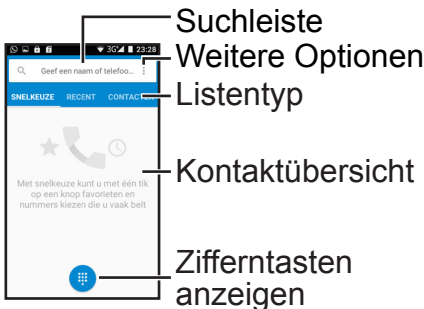 Suchleiste
3G 23:28
Weitere Optionen
Geef een naam of telefoo...
Listentyp
SNELKEUZE RECENT CONTACTEN
Kontaktübersicht
Met snelkeuze kunt u met één tik
op een knop favorieten en
nummers kiezen die u vaak belt
Zifferntasten
anzeigen